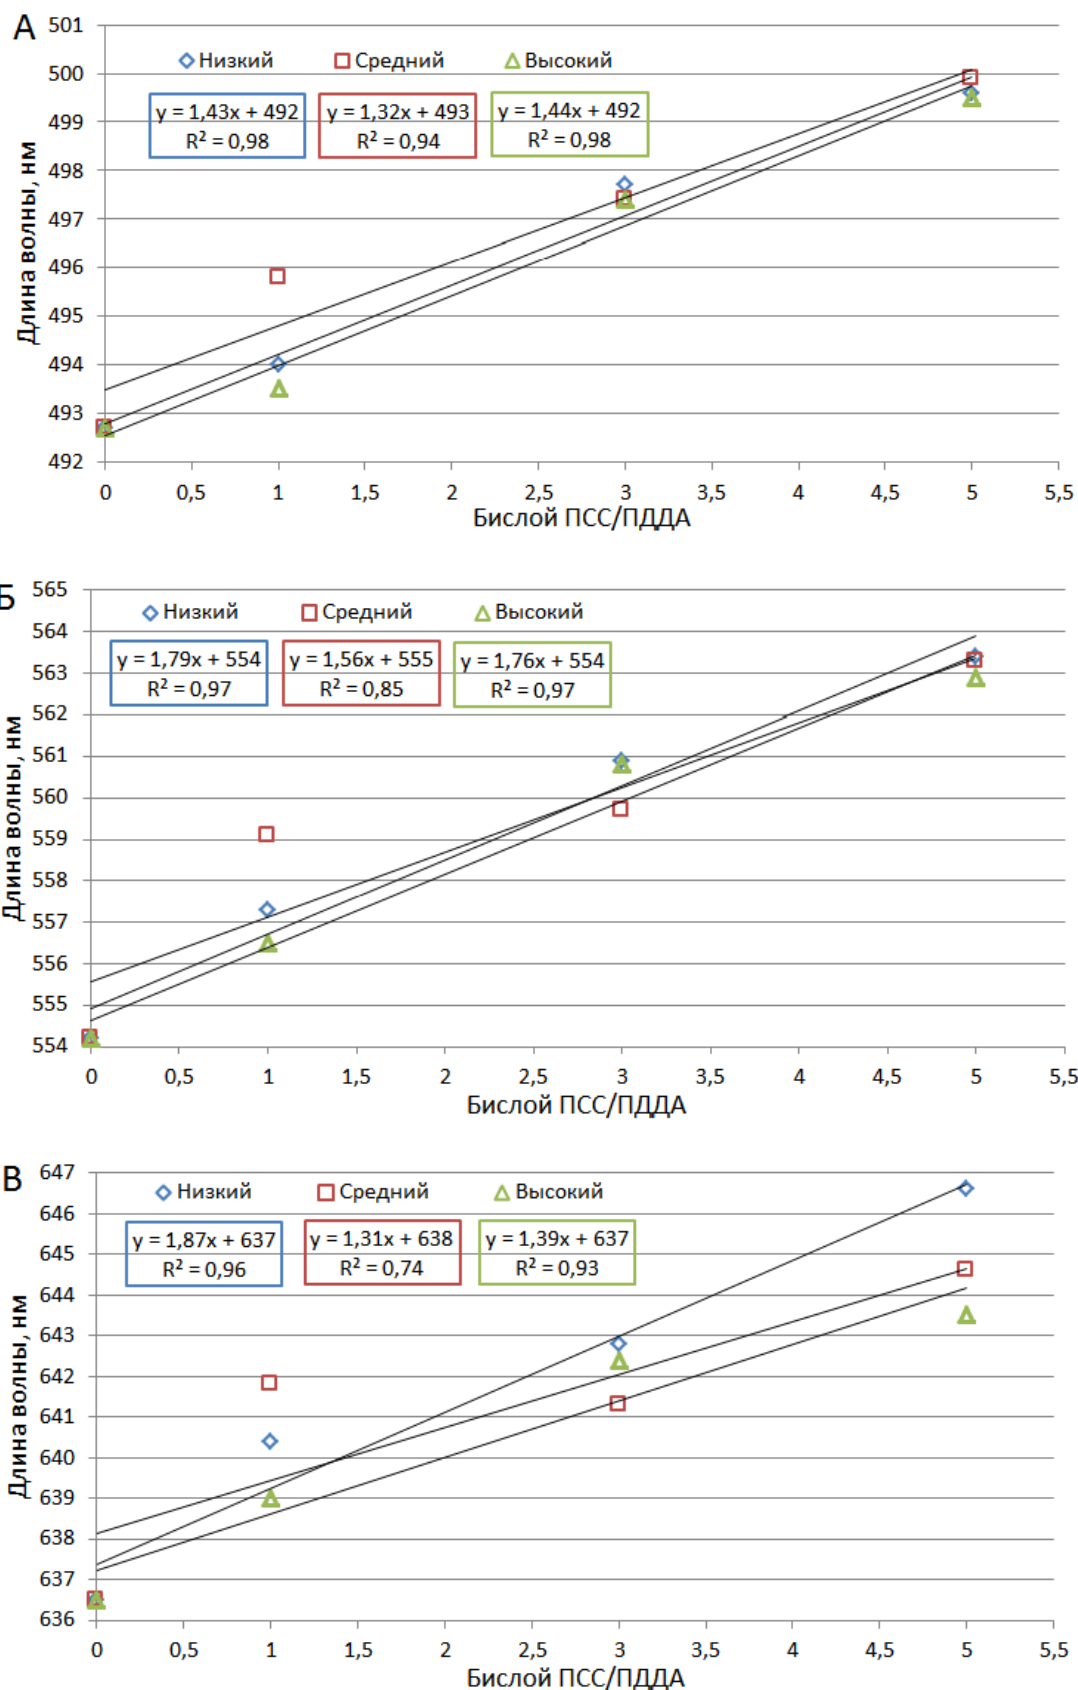 А
501
500
499
498
497
496
495
494
493
492
Длина волны, нм
Низкий Средний Высокий
y = 1,43x + 492 y = 1,32x + 493 y = 1,44x + 492
R² = 0,98 R² = 0,94 R² = 0,98
0 0,5 1 1,5 2 2,5 3 3,5 4 4,5 5 5,5
Бислой ПСС/ПДДА
Б
565
564
563
562
561
560
559
558
557
556
555
554
Длина волны, нм
Низкий Средний Высокий
y = 1,79x + 554 y = 1,56x + 555 y = 1,76x + 554
R² = 0,97 R² = 0,85 R² = 0,97
0 0,5 1 1,5 2 2,5 3 3,5 4 4,5 5 5,5
Бислой ПСС/ПДДА
В
647
646
645
644
643
642
641
640
639
638
637
636
Длина волны, нм
Низкий Средний Высокий
y = 1,87x + 637 y = 1,31x + 638 y = 1,39x + 637
R² = 0,96 R² = 0,74 R² = 0,93
0 0,5 1 1,5 2 2,5 3 3,5 4 4,5 5 5,5
Бислой ПСС/ПДДА